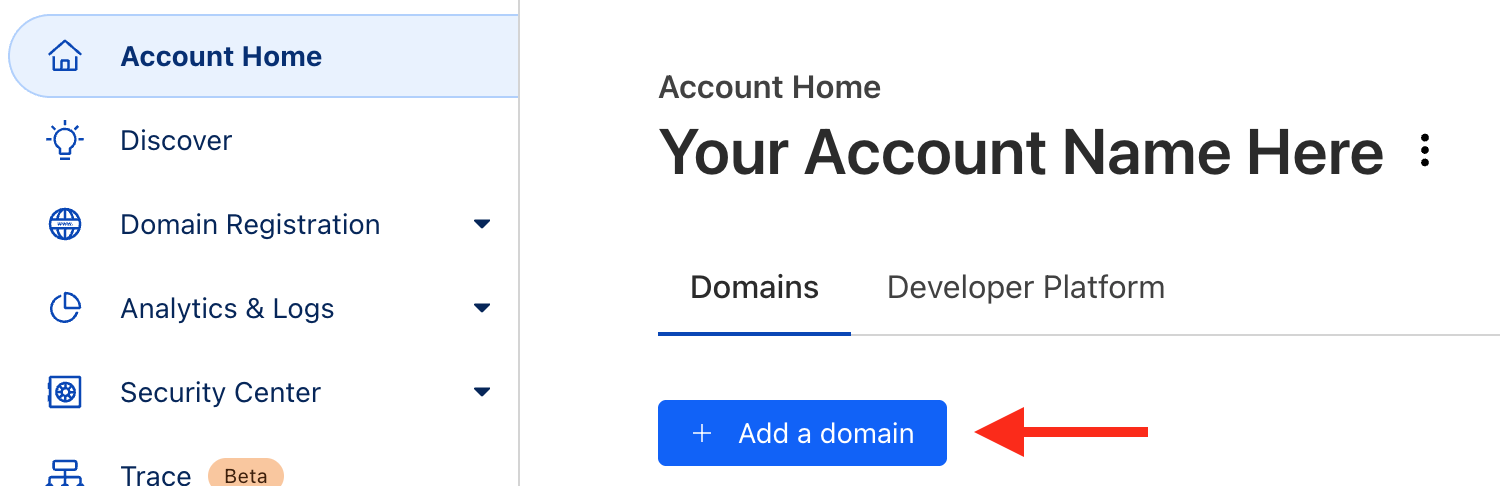 Account Home
Discover
Domain Registration
Analytics & Logs
Security Center
Trace Beta
Account Home
Your Account Name Here
Domains Developer Platform
+ Add a domain